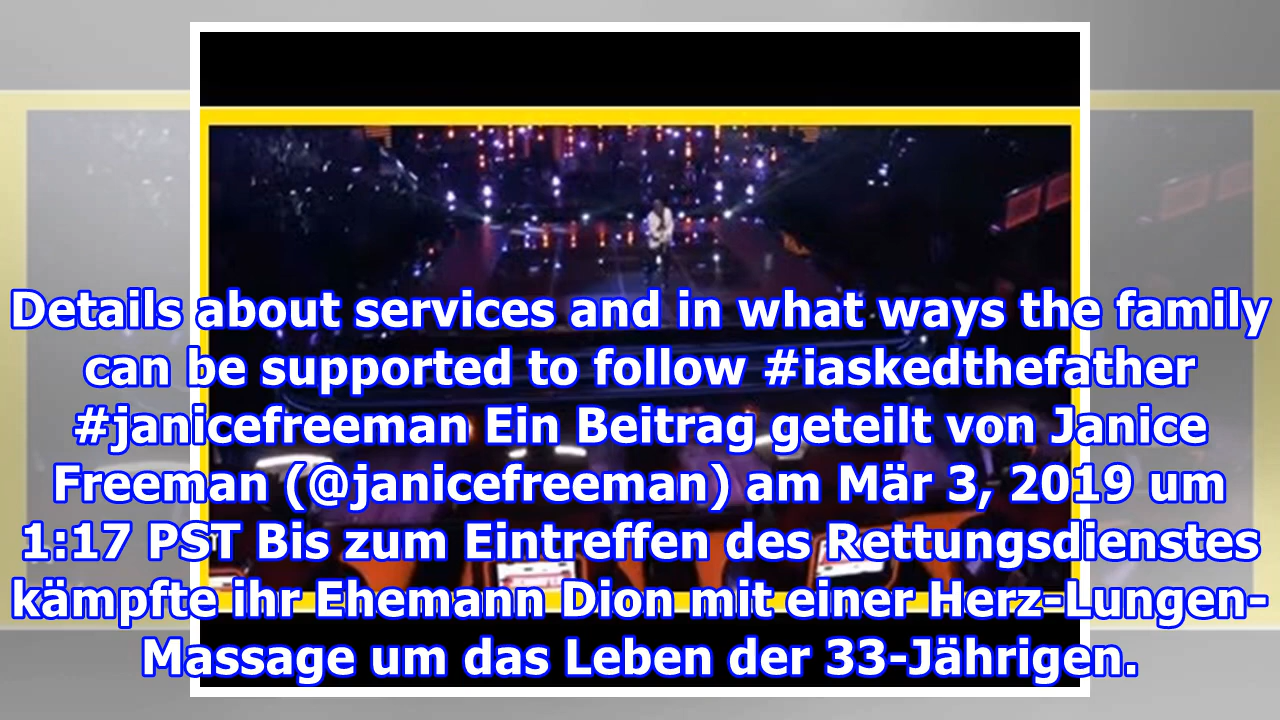 Details about services and in what ways the family
can be supported to follow #iaskedthefather
#janicefreeman Ein Beitrag geteilt von Janice
Freeman (@janicefreeman) am Mär 3, 2019 um
1:17 PST Bis zum Eintreffen des Rettungsdienstes
kämpfte ihr Ehemann Dion mit einer Herz-Lungen-
Massage um das Leben der 33-Jährigen.